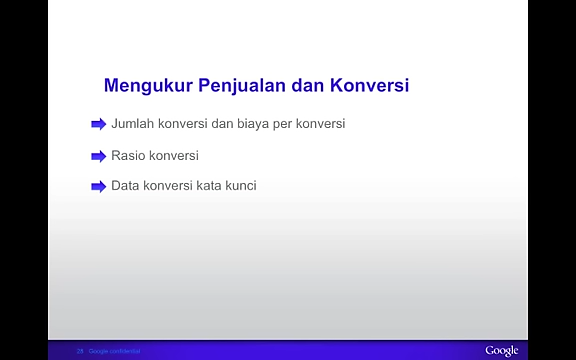 Mengukur Penjualan dan Konversi
Jumlah konversi dan biaya per konversi
Rasio konversi
Data konversi kata kunci
28 Google confidential
Google